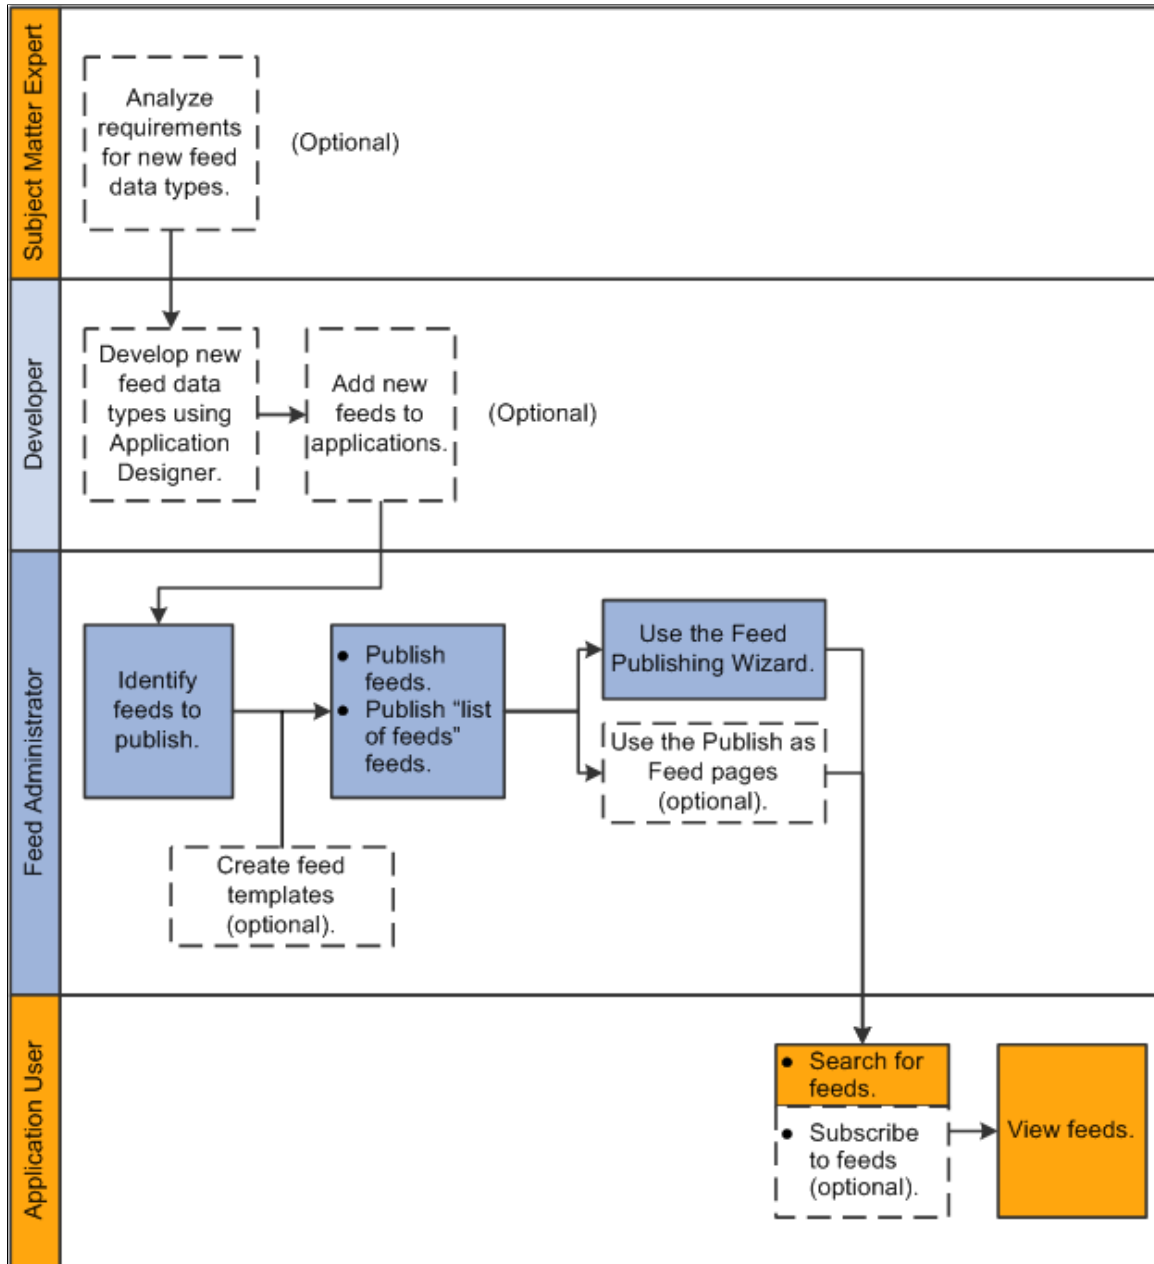 Subject Matter Expert
Analyze
requirements
for new feed
data types.
(Optional)
Developer
Develop new
feed data
types using
Application
Designer.
Add new
feeds to
applications.
(Optional)
Feed Administrator
Identify
feeds to
publish.
● Publish
feeds.
● Publish “list
of feeds”
feeds.
Use the Feed
Publishing Wizard.
Use the Publish as
Feed pages
(optional).
Create feed
templates
(optional).
Application User
● Search for
feeds.
● Subscribe
to feeds
(optional).
View feeds.